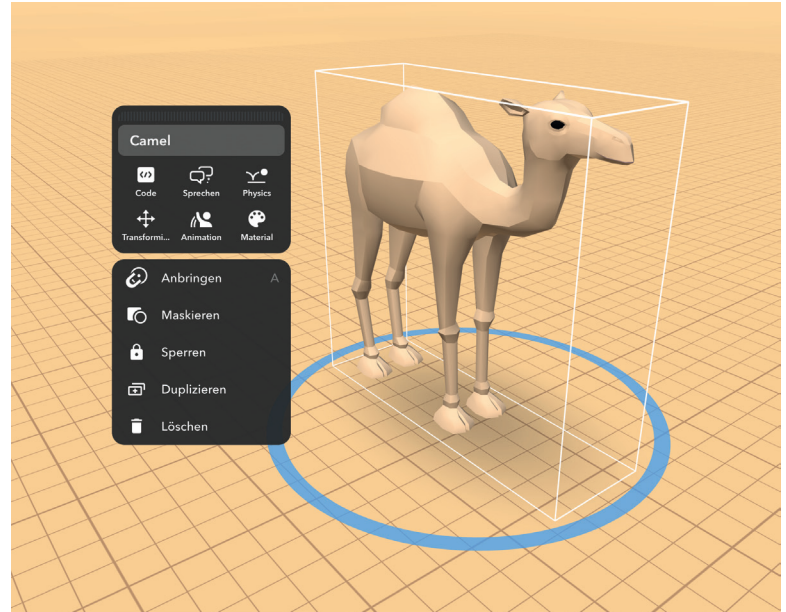 Camel
Code Sprechen Physics
Transformi... Animation Material
Anbringen A
Maskieren
Sperren
Duplizieren
Löschen